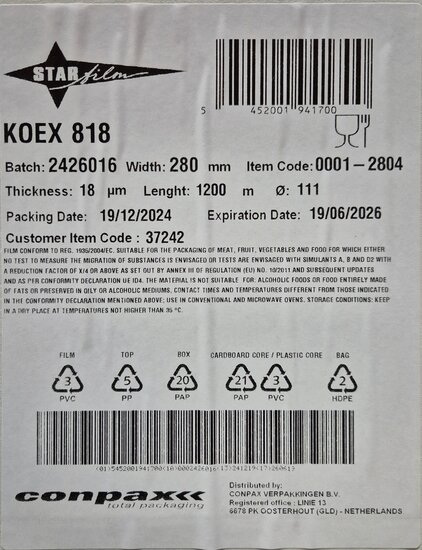 STAR film
5 452001 941700
KOEX 818
Batch: 2426016 Width: 280 mm Item Code: 0001-2804
Thickness: 18 µm Lenght: 1200 m Ø: 111
Packing Date: 19/12/2024 Expiration Date: 19/06/2026
Customer Item Code : 37242
FILM CONFORM TO REG. 1935/2004/EC. SUITABLE FOR THE PACKAGING OF MEAT, FRUIT, VEGETABLES AND FOOD FOR WHICH EITHER
NO TEST TO MEASURE THE MIGRATION OF SUBSTANCES IS ENVISAGED OR TESTS ARE ENVISAGED WITH SIMULANTS A, B AND D2 WITH
A REDUCTION FACTOR OF X/4 OR ABOVE AS SET OUT BY ANNEX III OF REGULATION (EU) NO. 10/2011 AND SUBSEQUENT UPDATES
AND AS PER CONFORMITY DECLARATION UE ID4. THE MATERIAL IS NOT SUITABLE FOR: ALCOHOLIC FOODS OR FOOD ENTIRELY MADE
OF FATS OR PRESERVED IN OILY OR ALCOHOLIC MEDIUMS. CONTACT TIMES AND TEMPERATURES DIFFERENT FROM THOSE INDICATED
IN THE CONFORMITY DECLARATION MENTIONED ABOVE; USE IN CONVENTIONAL AND MICROWAVE OVENS. STORAGE CONDITIONS: KEEP
IN A DRY PLACE AT TEMPERATURES NOT HIGHER THAN 35 °C.
FILM TOP BOX CARDBOARD CORE / PLASTIC CORE BAG
3 5 20 21 3 2
PVC PP PAP PAP PVC HDPE
conpax
total packaging
Distributed by:
CONPAX VERPAKKINGEN B.V.
Registered office : LINIE 13
6678 PK OOSTERHOUT (GLD) - NETHERLANDS